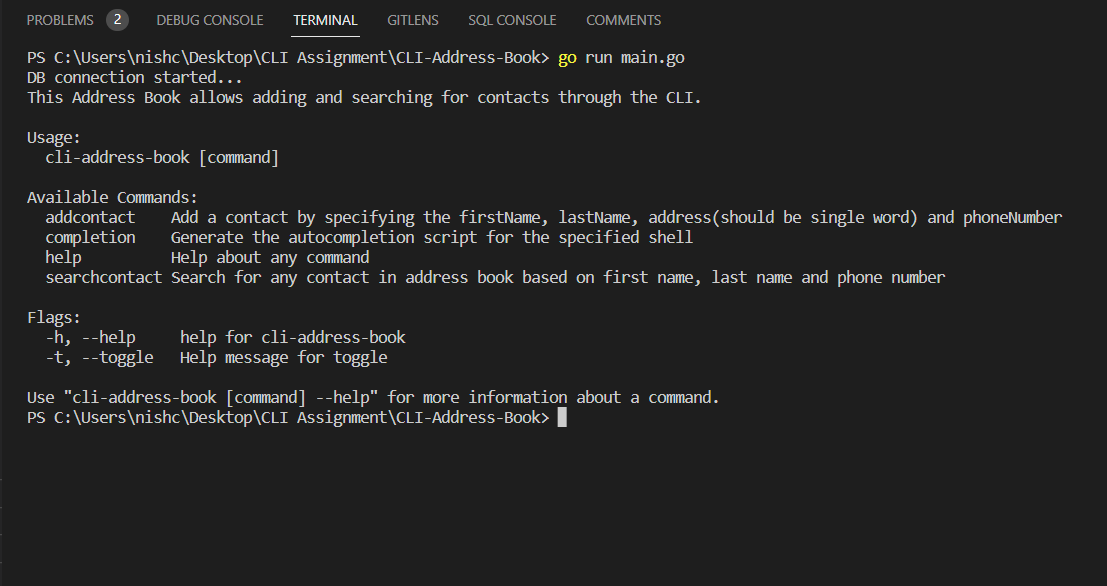 PROBLEMS 2 DEBUG CONSOLE TERMINAL GITLENS SQL CONSOLE COMMENTS
PS C:\Users\nishc\Desktop\CLI Assignment\CLI-Address-Book> go run main.go
DB connection started...
This Address Book allows adding and searching for contacts through the CLI.

Usage:
  cli-address-book [command]

Available Commands:
  addcontact    Add a contact by specifying the firstName, lastName, address(should be single word) and phoneNumber
  completion    Generate the autocompletion script for the specified shell
  help          Help about any command
  searchcontact Search for any contact in address book based on first name, last name and phone number

Flags:
  -h, --help     help for cli-address-book
  -t, --toggle   Help message for toggle

Use "cli-address-book [command] --help" for more information about a command.
PS C:\Users\nishc\Desktop\CLI Assignment\CLI-Address-Book>